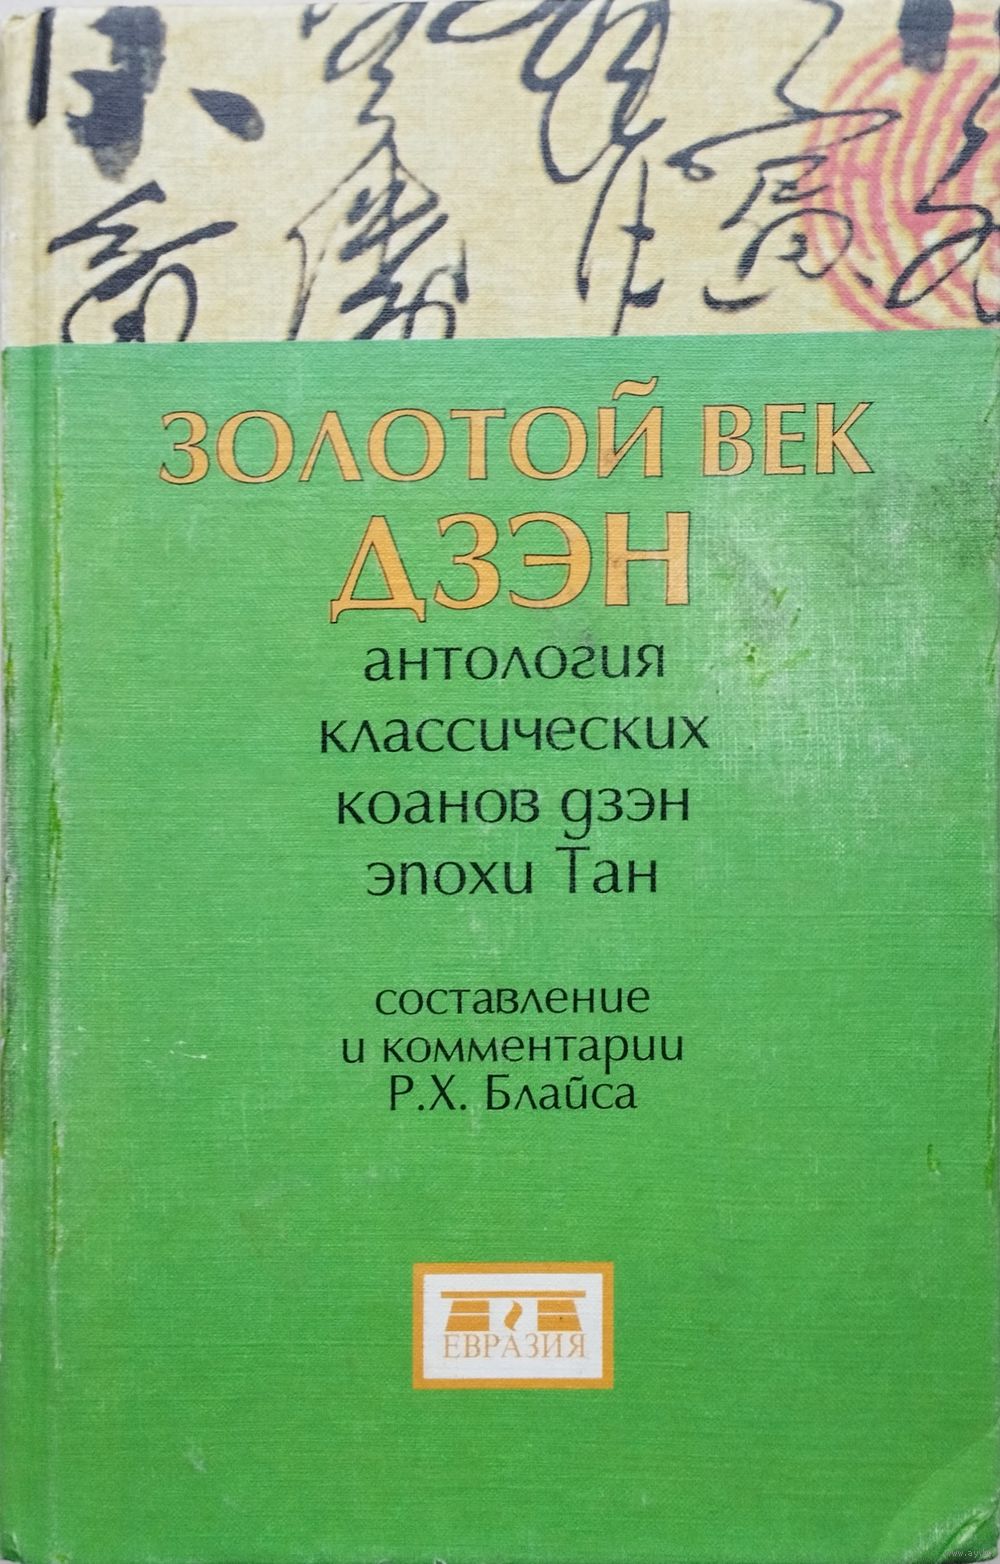 ЗОЛОТОЙ ВЕК
ДЗЭН
антология
классических
коанов дзэн
эпохи Тан
составление
и комментарии
Р.Х. Блайса
ЕВРАЗИЯ